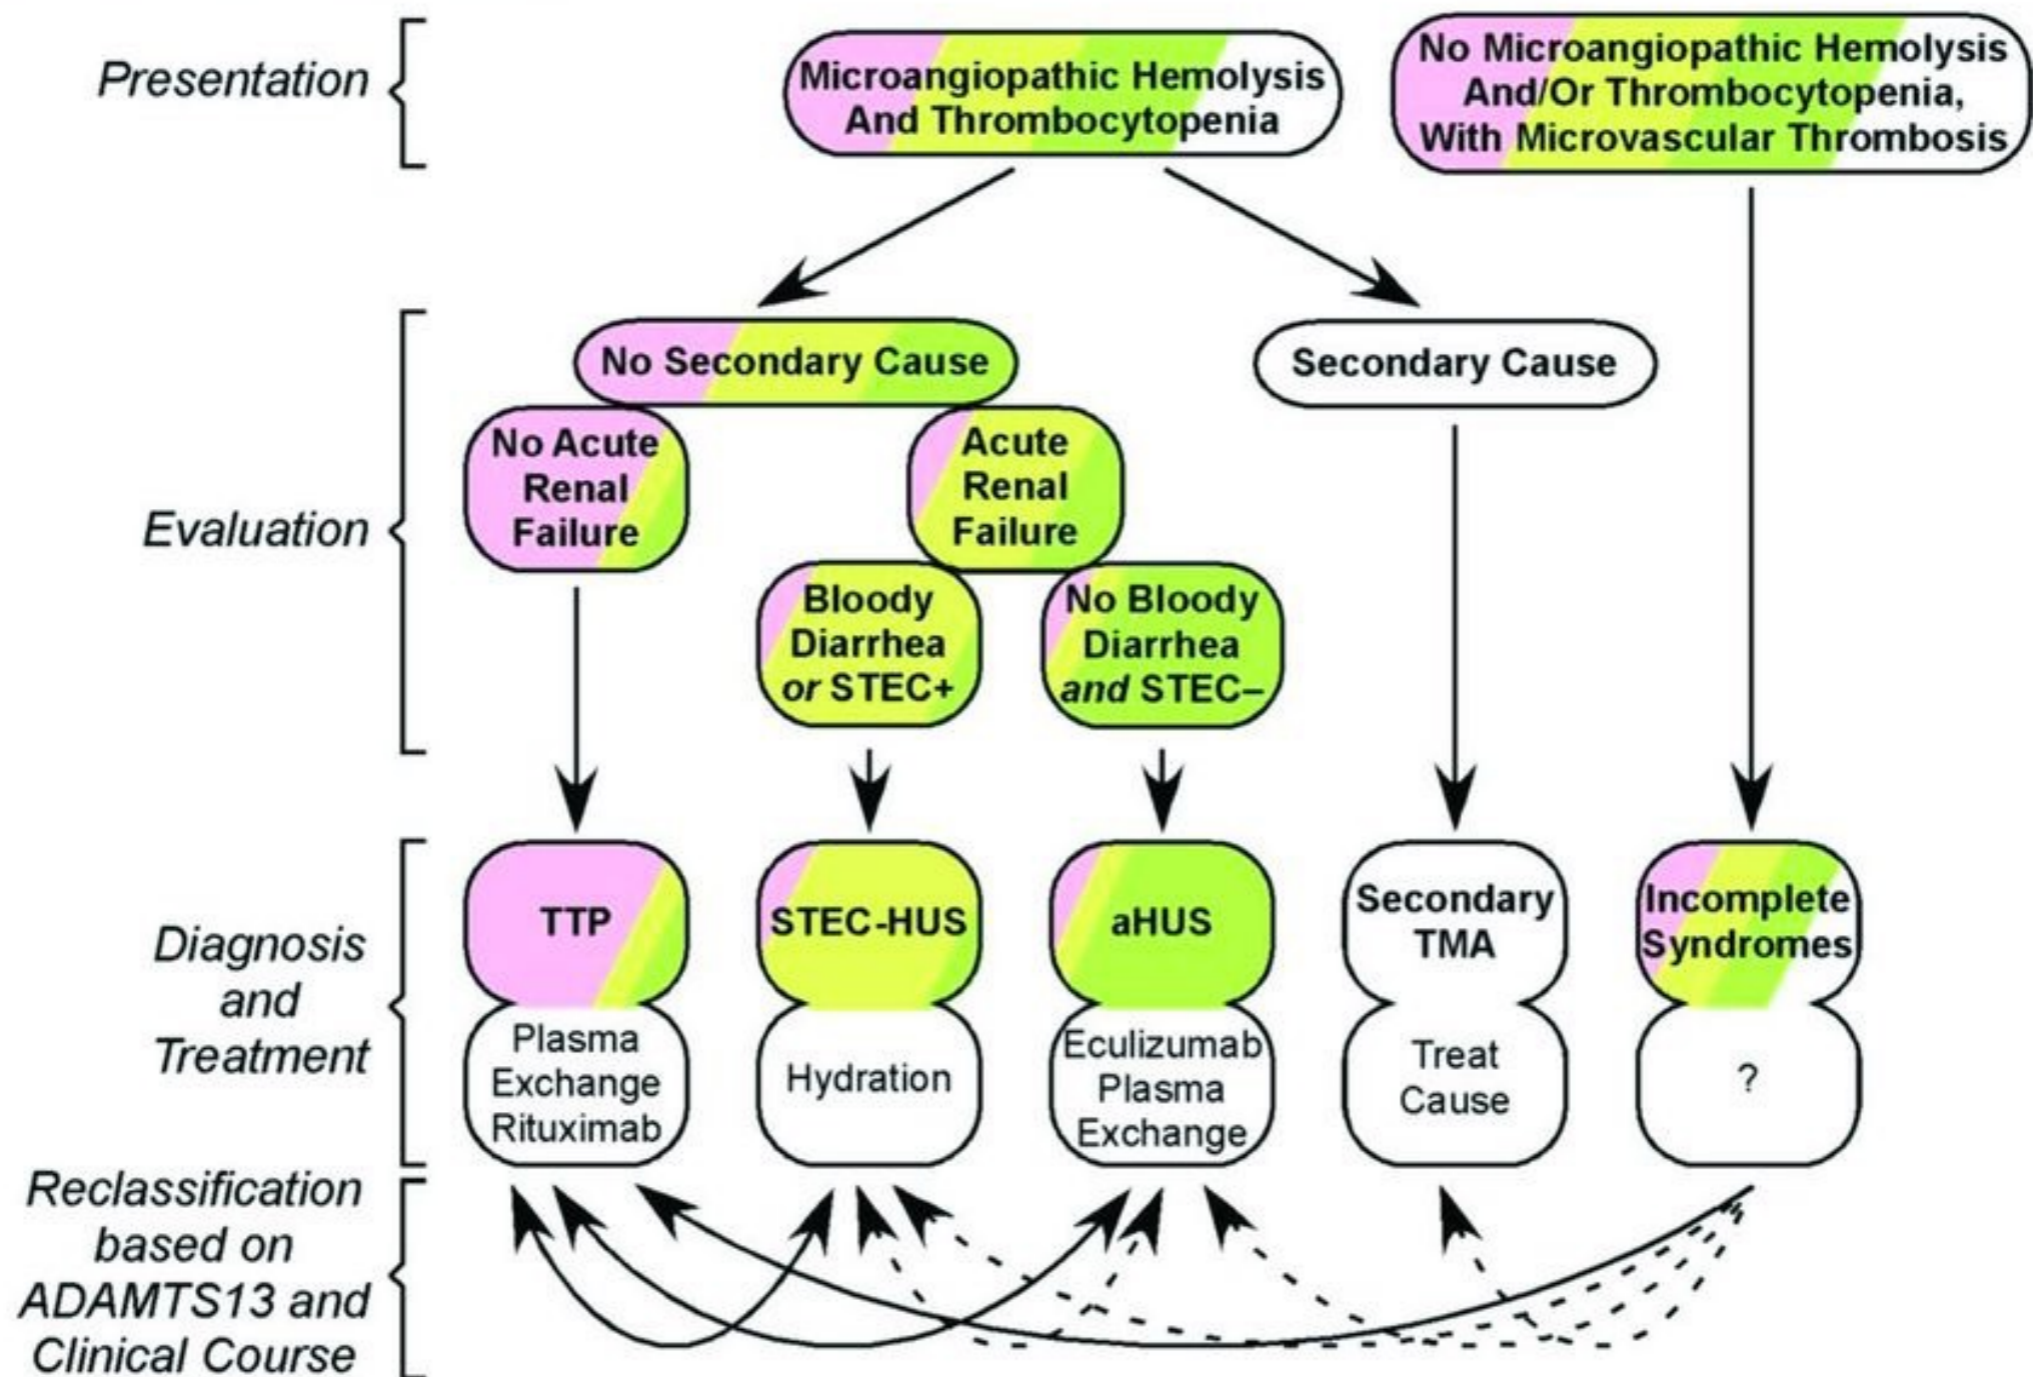 Presentation
Microangiopathic Hemolysis
And Thrombocytopenia
No Microangiopathic Hemolysis
And/Or Thrombocytopenia,
With Microvascular Thrombosis
Evaluation
No Secondary Cause
Secondary Cause
No Acute
Renal
Failure
Acute
Renal
Failure
Bloody
Diarrhea
or STEC+
No Bloody
Diarrhea
and STEC–
Diagnosis
and
Treatment
TTP
Plasma
Exchange
Rituximab
STEC-HUS
Hydration
aHUS
Eculizumab
Plasma
Exchange
Secondary
TMA
Treat
Cause
Incomplete
Syndromes
?
Reclassification
based on
ADAMTS13 and
Clinical Course